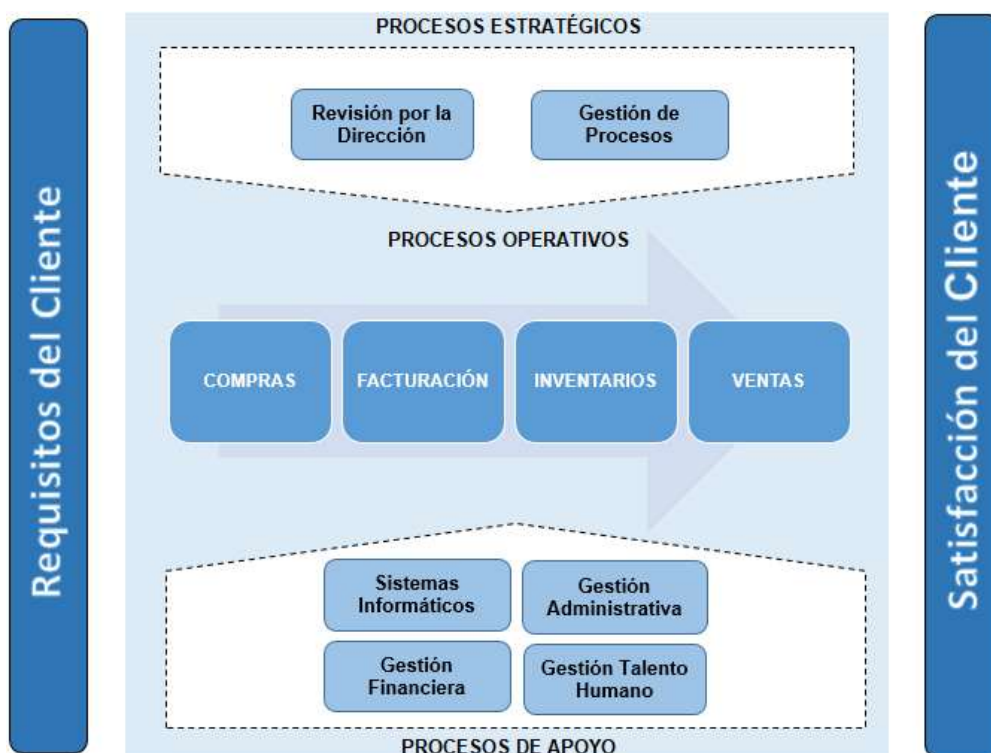 Requisitos del Cliente
PROCESOS ESTRATÉGICOS
Revisión por la
Dirección
Gestión de
Procesos
PROCESOS OPERATIVOS
COMPRAS
FACTURACIÓN
INVENTARIOS
VENTAS
Sistemas
Informáticos
Gestión
Administrativa
Gestión
Financiera
Gestión Talento
Humano
PROCESOS DE APOYO
Satisfacción del Cliente